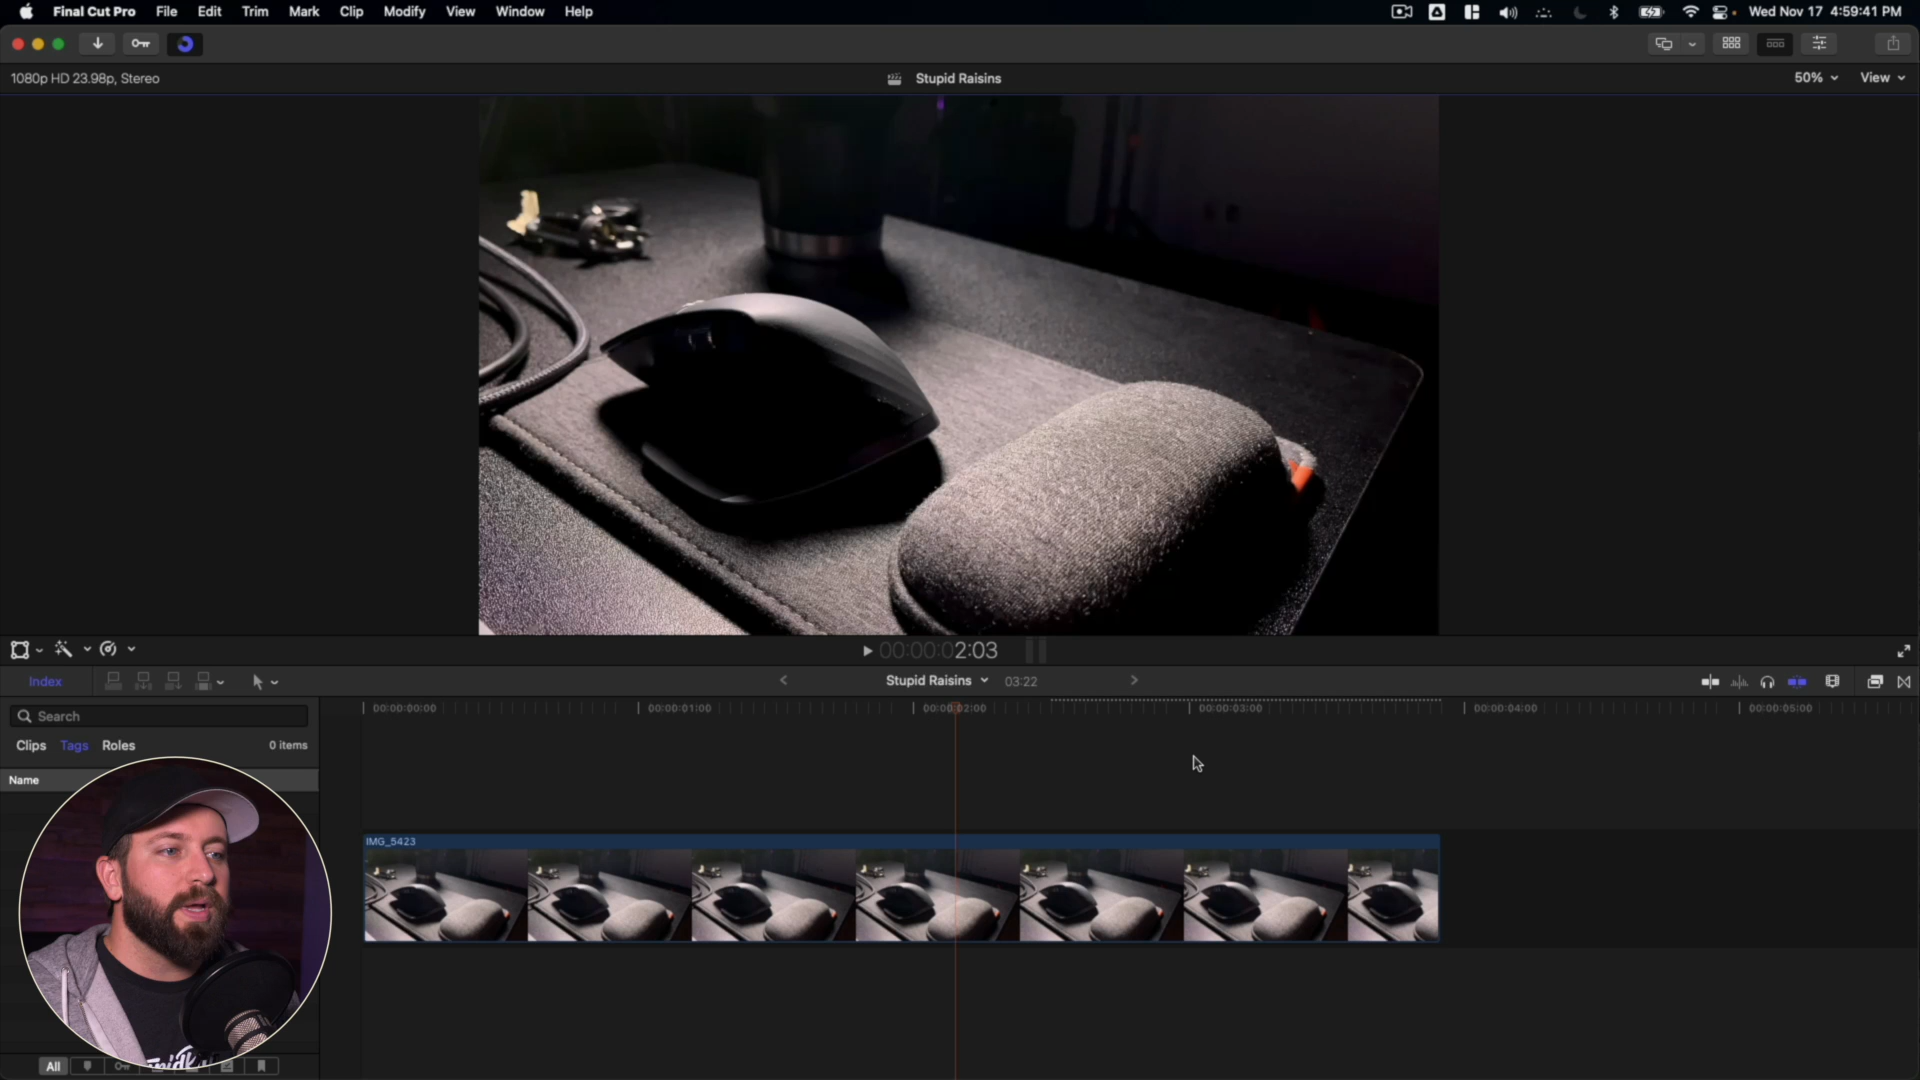 Final Cut Pro File Edit Trim Mark Clip Modify View Window Help Wed Nov 17 4:59:41 PM
1080p HD 23.98p, Stereo Stupid Raisins 50% View
00:00:02:03
Index Stupid Raisins 03:22
Search 00:00:00:00 00:00:01:00 00:00:02:00 00:00:03:00 00:00:04:00 00:00:05:00
Clips Tags Roles 0 items
Name
IMG_5423
All